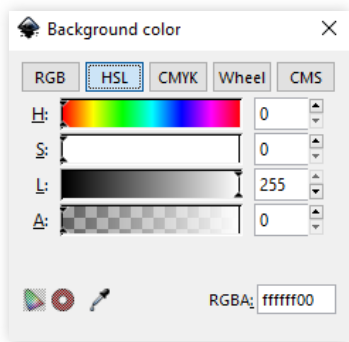 Background color
RGB HSL CMYK Wheel CMS
H: 0
S: 0
L: 255
A: 0
RGBA: ffffff00